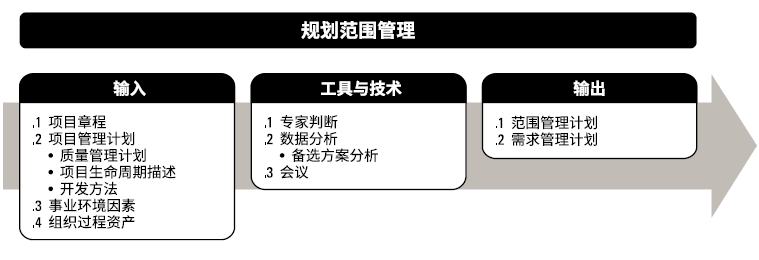 规划范围管理
输入
.1 项目章程
.2 项目管理计划
• 质量管理计划
• 项目生命周期描述
• 开发方法
.3 事业环境因素
.4 组织过程资产
工具与技术
.1 专家判断
.2 数据分析
• 备选方案分析
.3 会议
输出
.1 范围管理计划
.2 需求管理计划